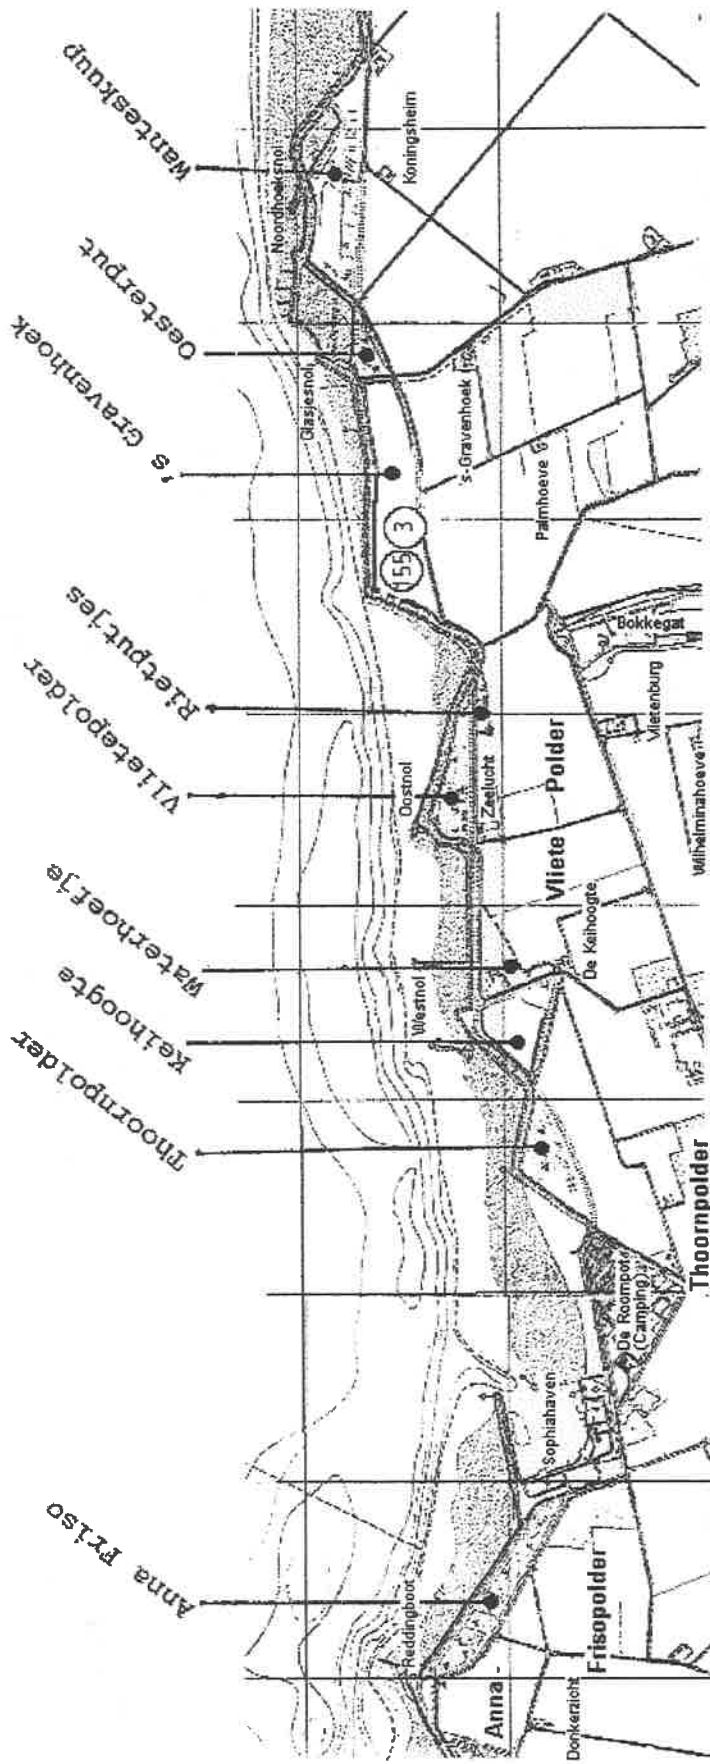 Anna Friso
Thoornpolder
Keihoogte
Waterhoefje
Vlietepolder
Rietputjes
's Gravenhoek
Oesterput
Wanteskuup
Reddingboot
Anna-
Frisopolder
Donkerzicht
Sophiahaven
De Roompot
(Camping)
Thoornpolder
Westnol
De Keihoogte
Vliete Polder
Oostnol
Zeelucht
Wilhelminahoeve
Vlietenburg
Bokkegat
155
3
Palmhoeve
s-Gravenhoek
Glasjesnol
Noordhoeksnol
Koningsheim